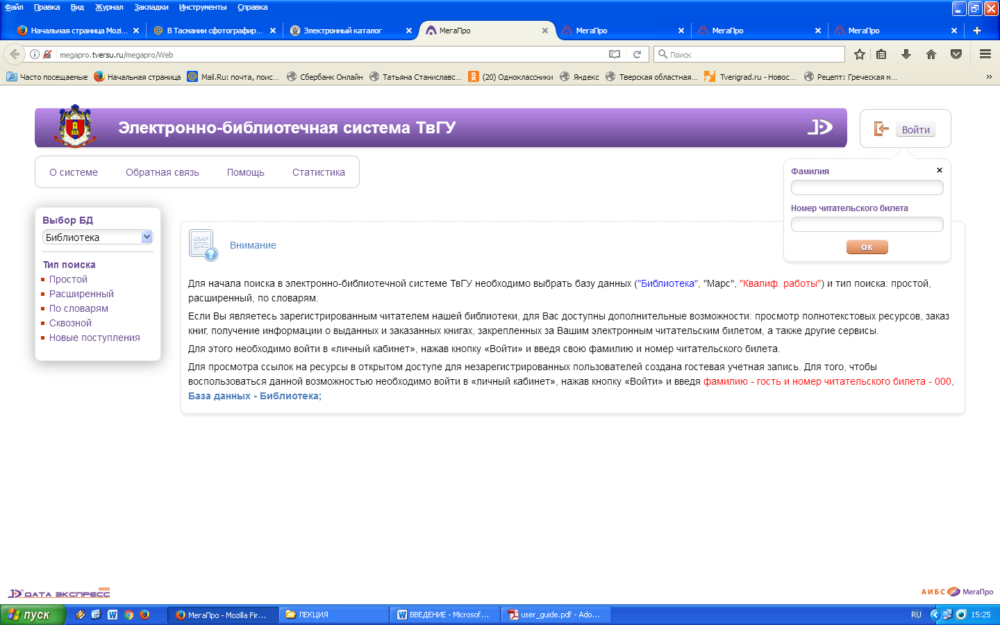 Файл Правка Вид Журнал Закладки Инструменты Справка
Начальная страница Mozi... В Тасмании сфотографир... Электронный каталог МегаПро МегаПро МегаПро МегаПро
megapro.tversu.ru/megapro/Web Поиск
Часто посещаемые Начальная страница Mail.Ru: почта, поис... Сбербанк Онлайн Татьяна Станиславс... (20) Одноклассники Яндекс Тверская областная... Tverigrad.ru - Новос... Рецепт: Греческая м...
Электронно-библиотечная система ТвГУ
Войти
О системе Обратная связь Помощь Статистика
Фамилия
Номер читательского билета
ок
Выбор БД
Библиотека
Тип поиска
Простой
Расширенный
По словарям
Сквозной
Новые поступления
Внимание
Для начала поиска в электронно-библиотечной системе ТвГУ необходимо выбрать базу данных ("Библиотека", "Марс", "Квалиф. работы") и тип поиска: простой,
расширенный, по словарям.
Если Вы являетесь зарегистрированным читателем нашей библиотеки, для Вас доступны дополнительные возможности: просмотр полнотекстовых ресурсов, заказ
книг, получение информации о выданных и заказанных книгах, закрепленных за Вашим электронным читательским билетом, а также другие сервисы.
Для этого необходимо войти в «личный кабинет», нажав кнопку «Войти» и введя свою фамилию и номер читательского билета.
Для просмотра ссылок на ресурсы в открытом доступе для незарегистрированных пользователей создана гостевая учетная запись. Для того, чтобы
воспользоваться данной возможностью необходимо войти в «личный кабинет», нажав кнопку «Войти» и введя фамилию - гость и номер читательского билета - 000,
База данных - Библиотека;
ДАТА ЭКСПРЕСС ООО
АИБС МегаПро
пуск МегаПро - Mozilla Fir... ЛЕКЦИЯ ВВЕДЕНИЕ - Microsof... user_guide.pdf - Ado... RU 15:25